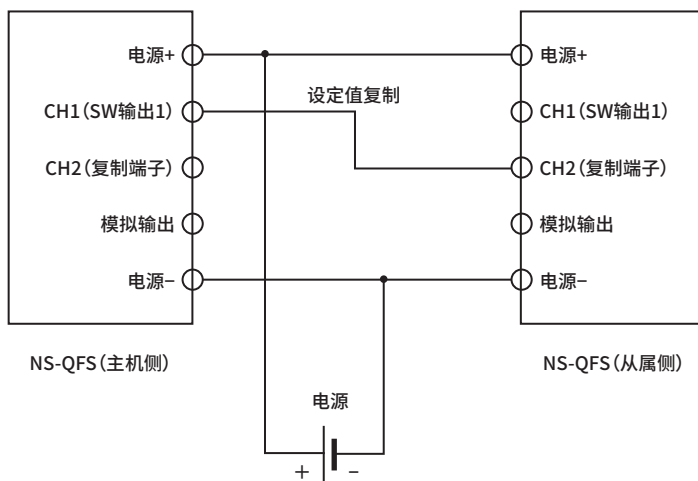 电源+
CH1(SW输出1)
CH2(复制端子)
模拟输出
电源−
NS-QFS(主机侧)
设定值复制
电源+
CH1(SW输出1)
CH2(复制端子)
模拟输出
电源−
NS-QFS(从属侧)
电源
+ −